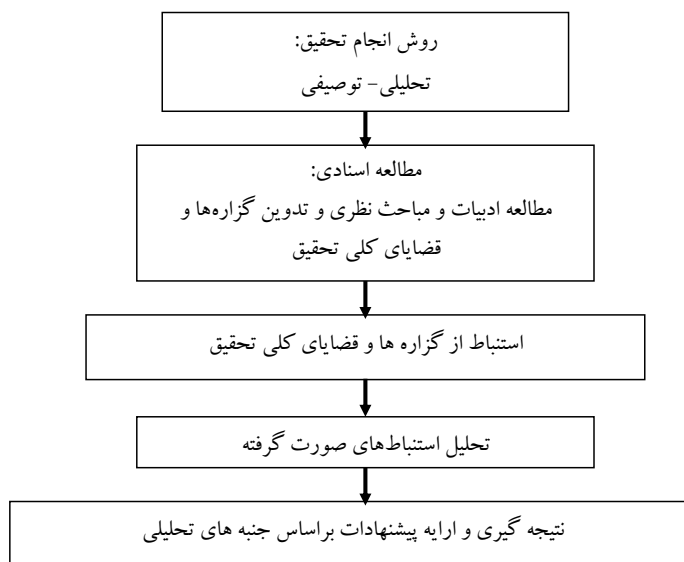 روش انجام تحقیق:
تحلیلی- توصیفی
مطالعه اسنادی:
مطالعه ادبیات و مباحث نظری و تدوین گزاره‌ها و
قضایای کلی تحقیق
استنباط از گزاره ها و قضایای کلی تحقیق
تحلیل استنباط‌های صورت گرفته
نتیجه گیری و ارایه پیشنهادات براساس جنبه های تحلیلی